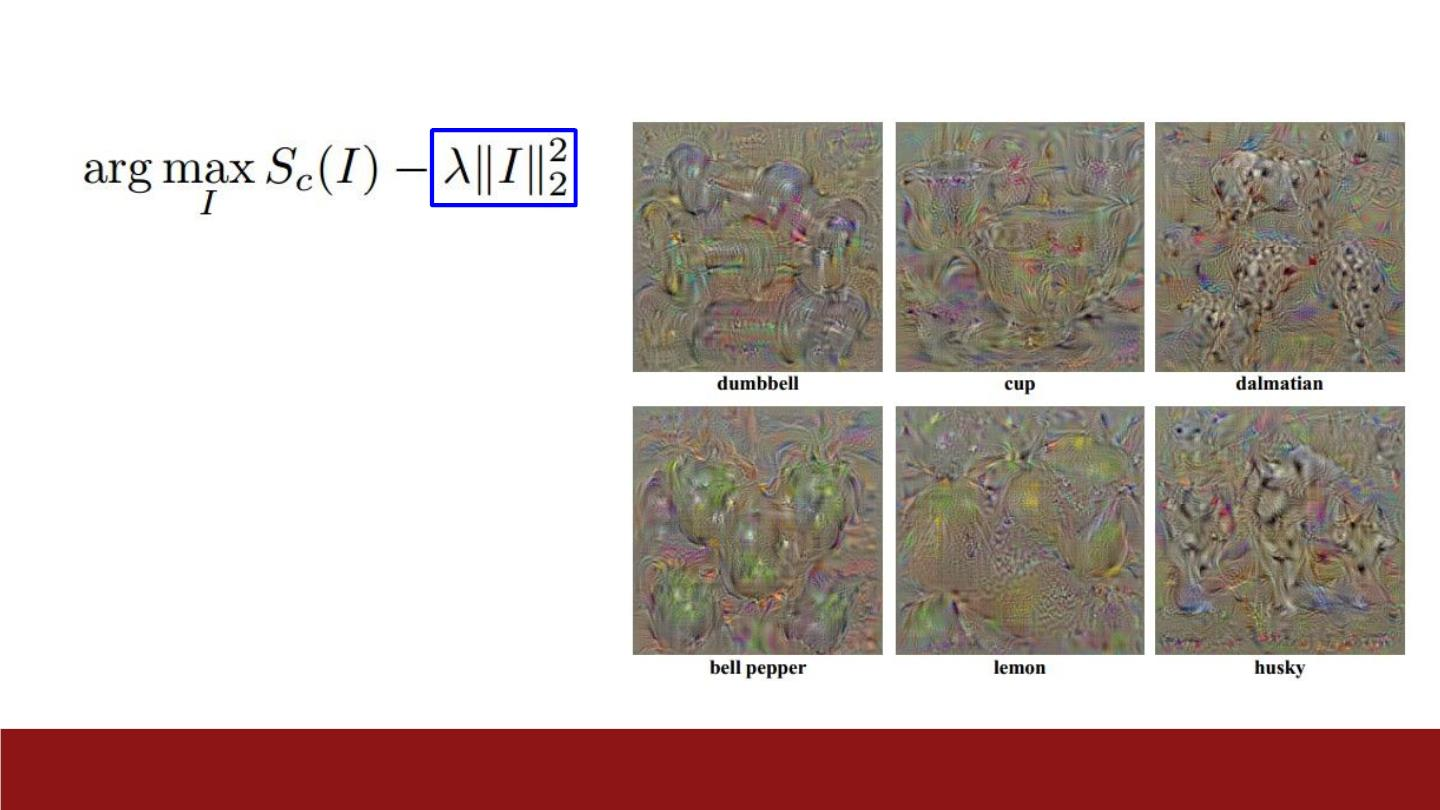 arg max S_c(I) − λ‖I‖₂²
I
dumbbell
cup
dalmatian
bell pepper
lemon
husky